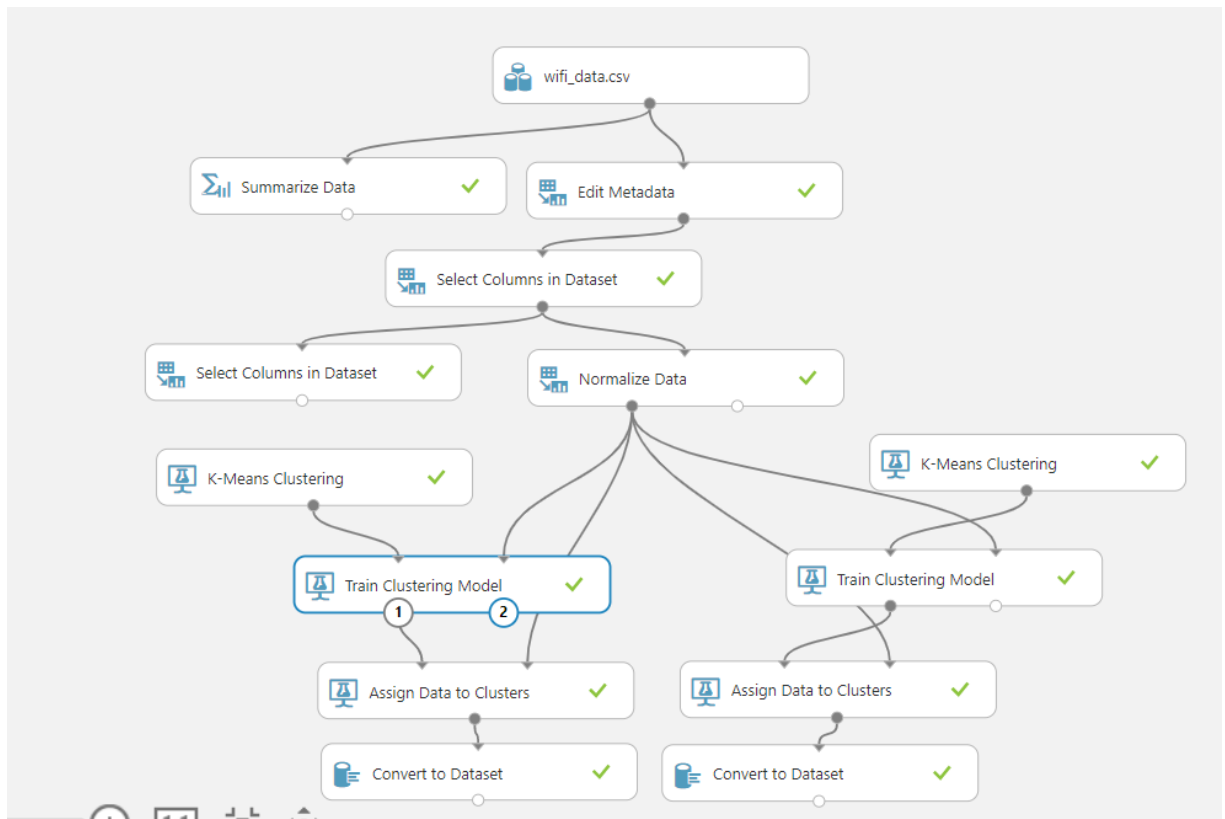 wifi_data.csv
Summarize Data
Edit Metadata
Select Columns in Dataset
Select Columns in Dataset
Normalize Data
K-Means Clustering
K-Means Clustering
Train Clustering Model
1
2
Train Clustering Model
Assign Data to Clusters
Assign Data to Clusters
Convert to Dataset
Convert to Dataset